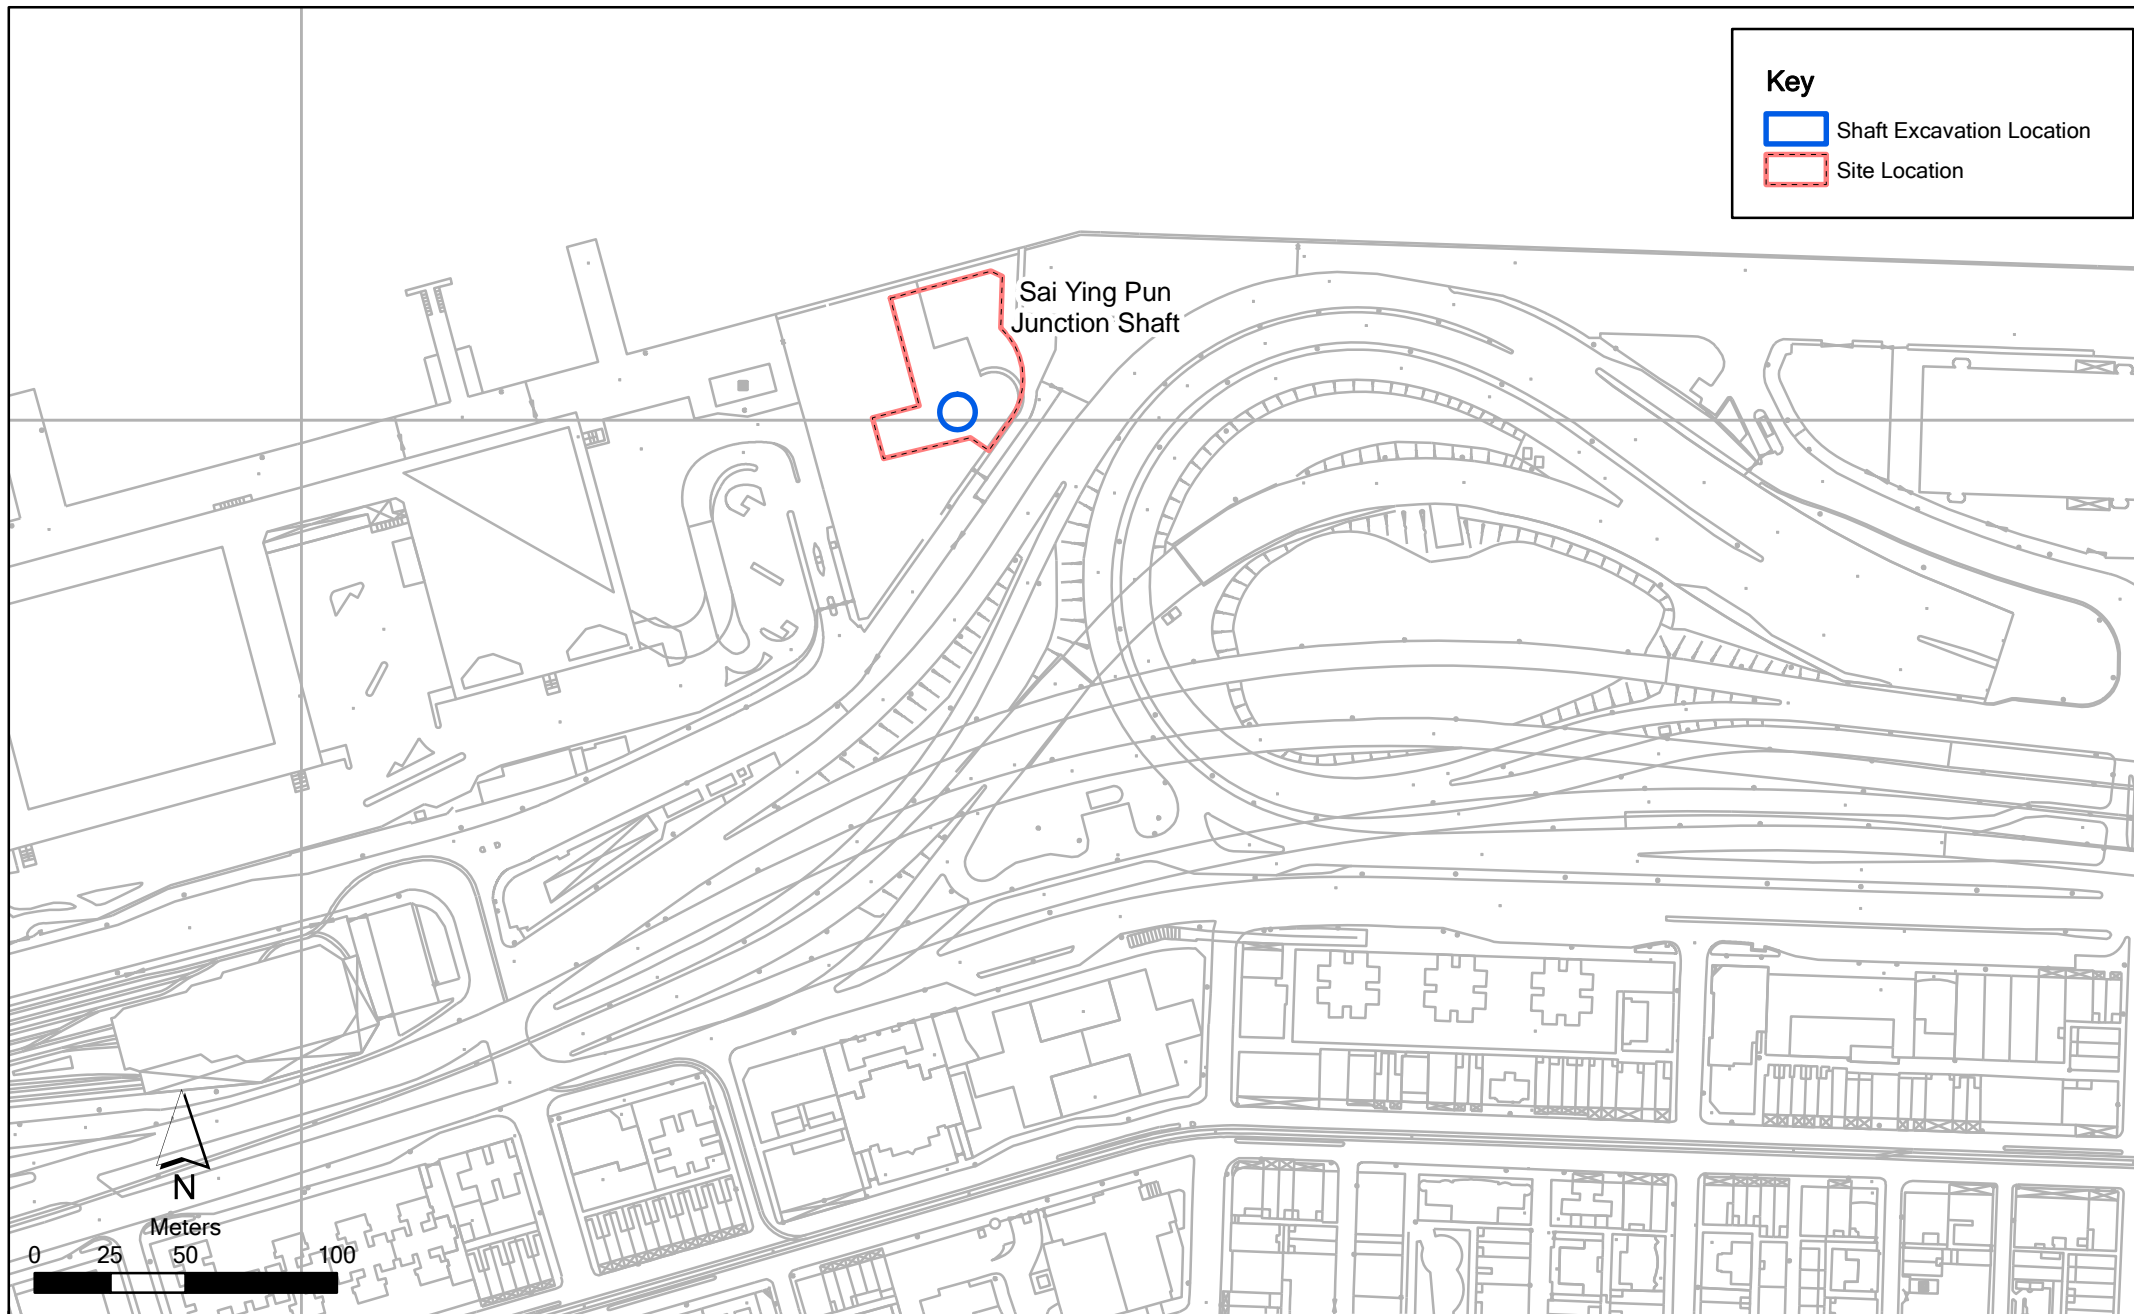 Key
Shaft Excavation Location
Site Location
Sai Ying Pun
Junction Shaft
N
Meters
0 25 50 100